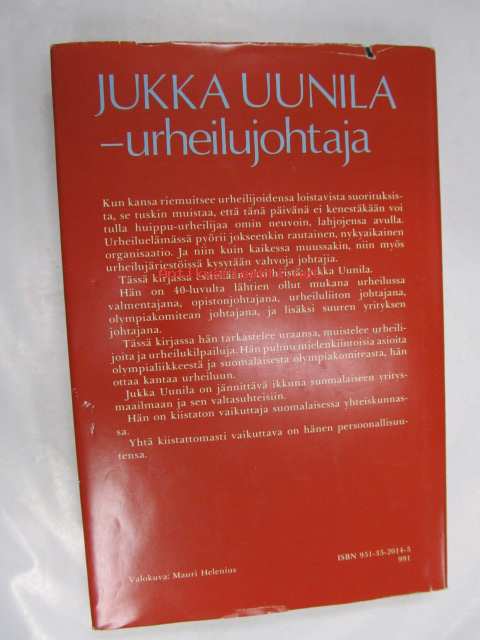 JUKKA UUNILA
–urheilujohtaja
Kun kansa riemuitsee urheilijoidensa loistavista suorituksis-
ta, se tuskin muistaa, että tänä päivänä ei kenestäkään voi
tulla huippu-urheilijaa omin neuvoin, lahjojensa avulla.
Urheiluelämässä pyörii jokseenkin rautainen, nykyaikainen
organisaatio. Ja niin kuin kaikessa muussakin, niin myös
urheilujärjestöissä kysytään vahvoja johtajia.
Tässä kirjassa esittäytyy yksi heistä: Jukka Uunila.
Hän on 40-luvulta lähtien ollut mukana urheilussa
valmentajana, opistonjohtajana, urheiluliiton johtajana,
olympiakomitean johtajana, ja lisäksi suuren yrityksen
johtajana.
Tässä kirjassa hän tarkastelee uraansa, muistelee urheili-
joita ja urheilukilpailuja. Hän puhuu mielenkiintoisia asioita
olympialiikkeestä ja suomalaisesta olympiakomiteasta, hän
ottaa kantaa urheiluun.
Jukka Uunila on jännittävä ikkuna suomalaiseen yritys-
maailmaan ja sen valtasuhteisiin.
Hän on kiistaton vaikuttaja suomalaisessa yhteiskunnas-
sa.
Yhtä kiistattomasti vaikuttava on hänen persoonallisuu-
tensa.
ISBN 951-35-2014-5
991
Valokuva: Mauri Helenius